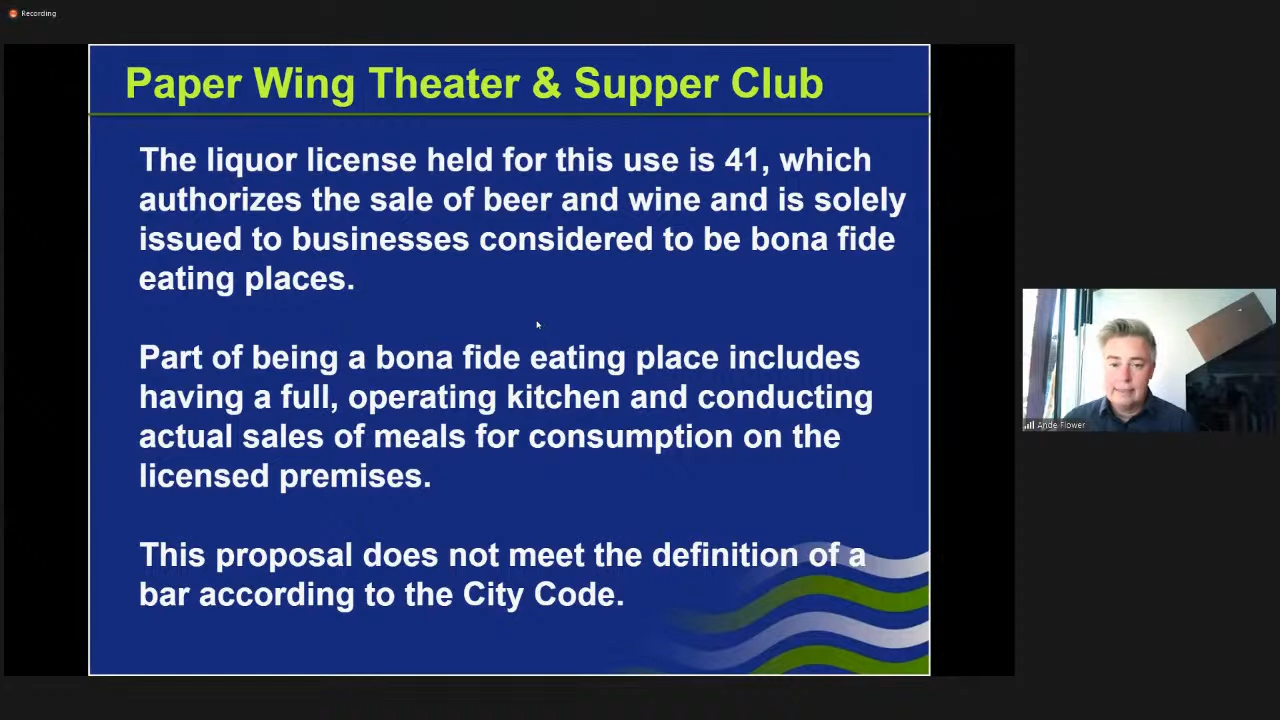 Recording
Paper Wing Theater & Supper Club
The liquor license held for this use is 41, which
authorizes the sale of beer and wine and is solely
issued to businesses considered to be bona fide
eating places.
Part of being a bona fide eating place includes
having a full, operating kitchen and conducting
actual sales of meals for consumption on the
licensed premises.
This proposal does not meet the definition of a
bar according to the City Code.
Ande Flower